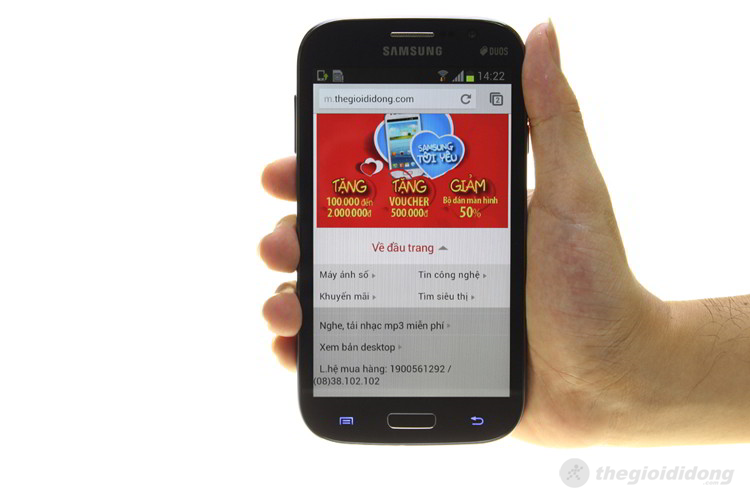 SAMSUNG
DUOS
14:22
m.thegioididong.com
2
SAMSUNG
TÔI YÊU
TẶNG
100.000 đến
2.000.000đ
TẶNG
VOUCHER
500.000đ
GIẢM
Bộ dán màn hình
50%
Về đầu trang
Máy ảnh số
Tin công nghệ
Khuyến mãi
Tìm siêu thị
Nghe, tải nhạc mp3 miễn phí
Xem bản desktop
L.hệ mua hàng: 1900561292 /
(08)38.102.102
thegioididong
.com